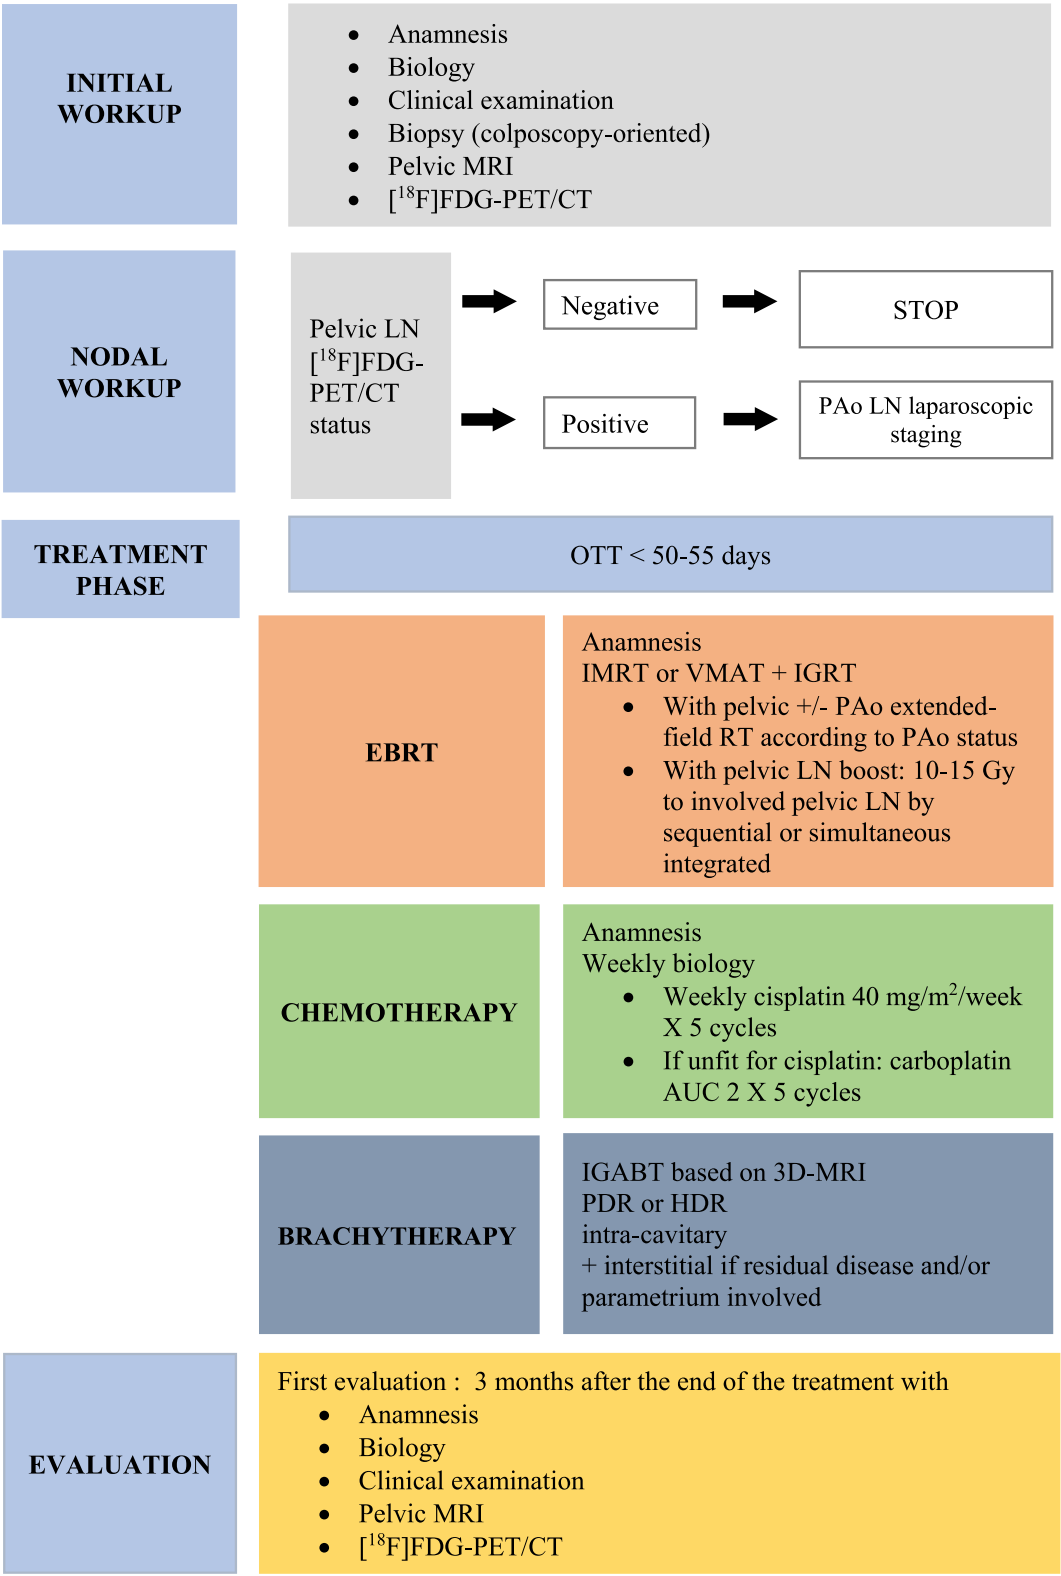 INITIAL
WORKUP
• Anamnesis
• Biology
• Clinical examination
• Biopsy (colposcopy-oriented)
• Pelvic MRI
• [¹⁸F]FDG-PET/CT
NODAL
WORKUP
Pelvic LN
[¹⁸F]FDG-
PET/CT
status
Negative
STOP
Positive
PAo LN laparoscopic
staging
TREATMENT
PHASE
OTT < 50-55 days
EBRT
Anamnesis
IMRT or VMAT + IGRT
• With pelvic +/- PAo extended-
field RT according to PAo status
• With pelvic LN boost: 10-15 Gy
to involved pelvic LN by
sequential or simultaneous
integrated
CHEMOTHERAPY
Anamnesis
Weekly biology
• Weekly cisplatin 40 mg/m²/week
X 5 cycles
• If unfit for cisplatin: carboplatin
AUC 2 X 5 cycles
BRACHYTHERAPY
IGABT based on 3D-MRI
PDR or HDR
intra-cavitary
+ interstitial if residual disease and/or
parametrium involved
EVALUATION
First evaluation : 3 months after the end of the treatment with
• Anamnesis
• Biology
• Clinical examination
• Pelvic MRI
• [¹⁸F]FDG-PET/CT